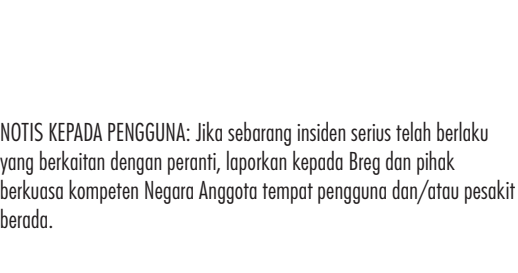 NOTIS KEPADA PENGGUNA: Jika sebarang insiden serius telah berlaku
yang berkaitan dengan peranti, laporkan kepada Breg dan pihak
berkuasa kompeten Negara Anggota tempat pengguna dan/atau pesakit
berada.